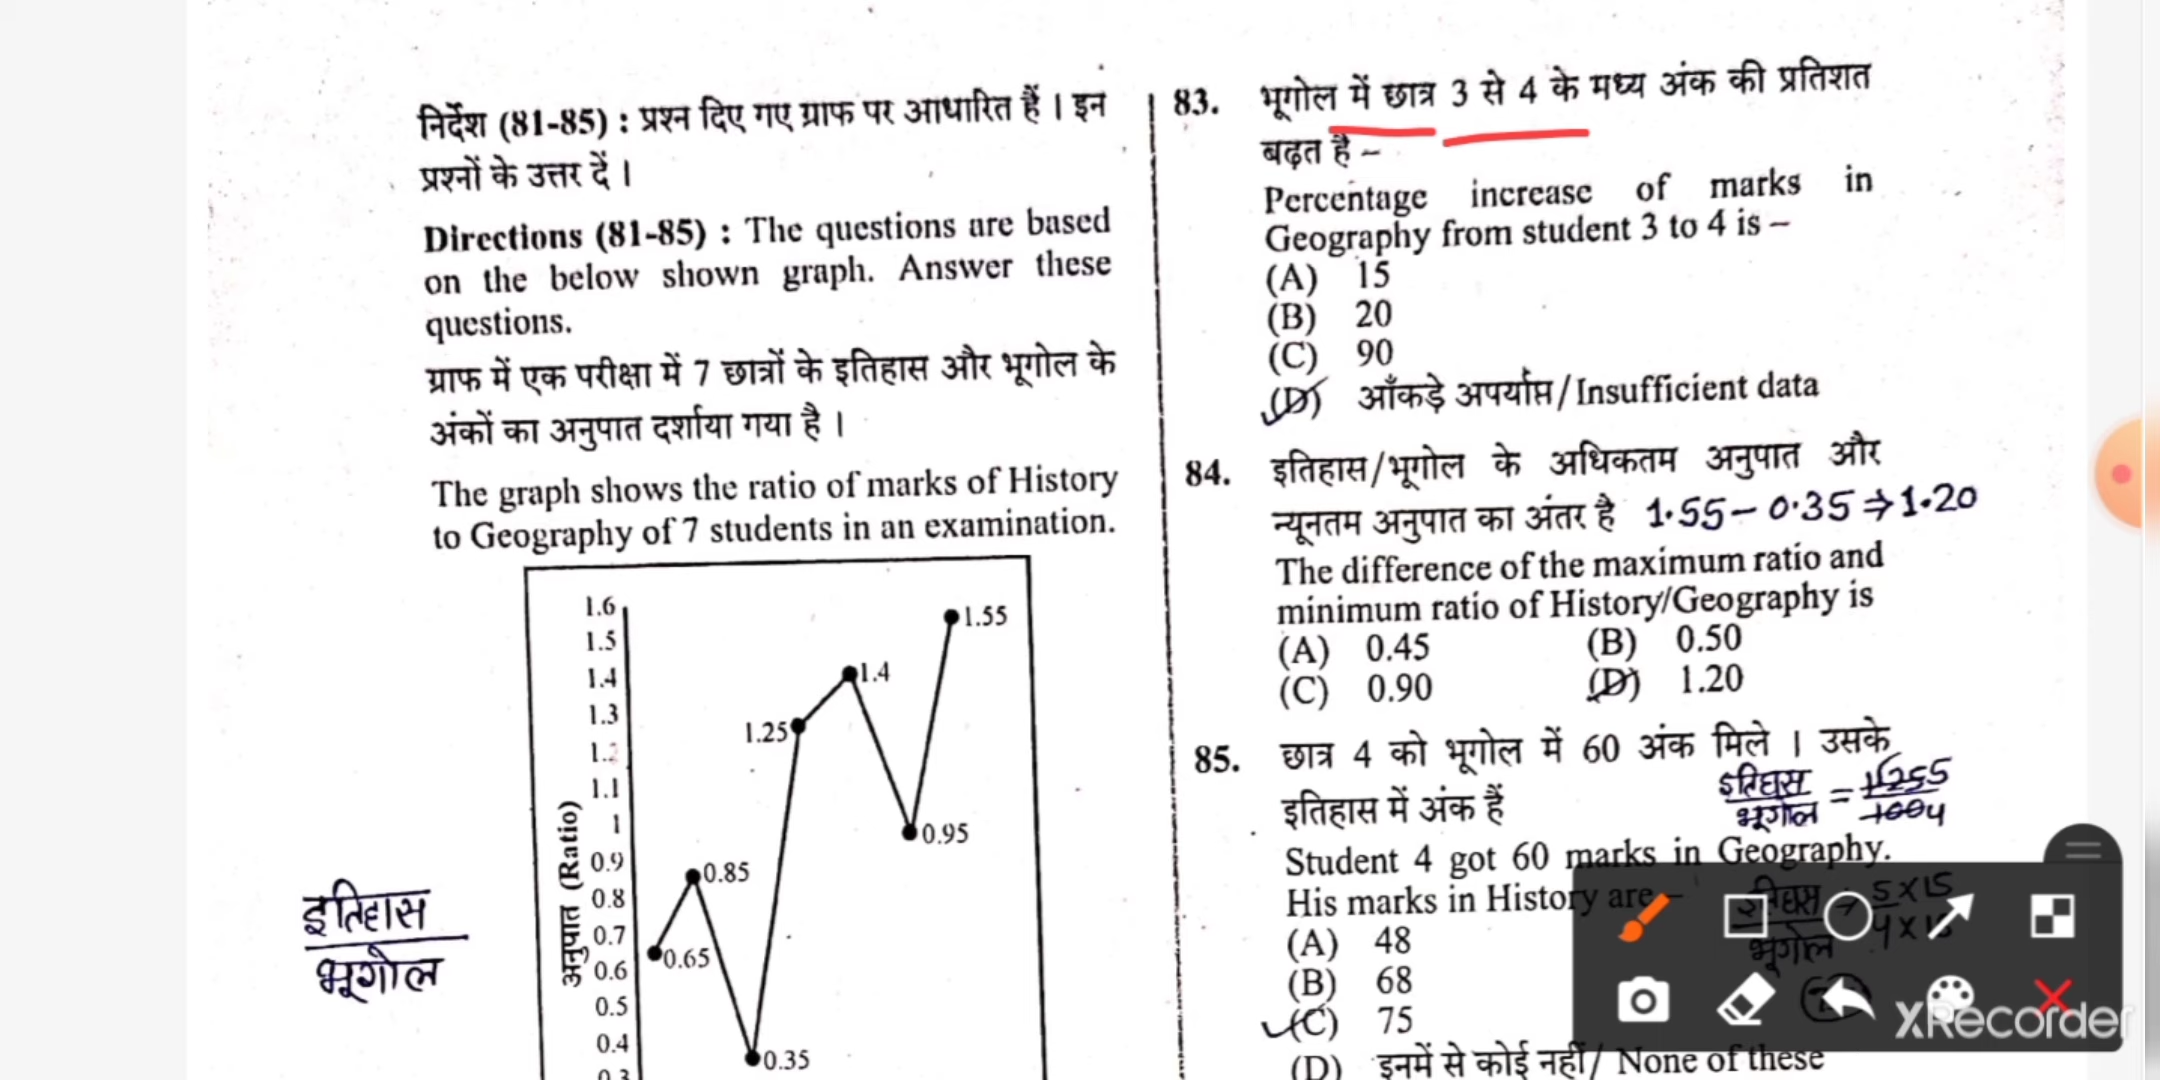 निर्देश (81-85) : प्रश्न दिए गए ग्राफ पर आधारित हैं । इन
प्रश्नों के उत्तर दें ।
Directions (81-85) : The questions are based
on the below shown graph. Answer these
questions.
ग्राफ में एक परीक्षा में 7 छात्रों के इतिहास और भूगोल के
अंकों का अनुपात दर्शाया गया है ।
The graph shows the ratio of marks of History
to Geography of 7 students in an examination.
1.6
1.5
1.4
1.3
1.2
1.1
1
0.9
0.8
0.7
0.6
0.5
0.4
0.3
अनुपात (Ratio)
0.65
0.85
0.35
1.25
1.4
0.95
1.55
इतिहास
भूगोल
83. भूगोल में छात्र 3 से 4 के मध्य अंक की प्रतिशत
बढ़त है –
Percentage increase of marks in
Geography from student 3 to 4 is –
(A) 15
(B) 20
(C) 90
(D) आँकड़े अपर्याप्त/Insufficient data
84. इतिहास/भूगोल के अधिकतम अनुपात और
न्यूनतम अनुपात का अंतर है 1.55-0.35⇒1.20
The difference of the maximum ratio and
minimum ratio of History/Geography is
(A) 0.45 (B) 0.50
(C) 0.90 (D) 1.20
85. छात्र 4 को भूगोल में 60 अंक मिले । उसके
इतिहास में अंक हैं
Student 4 got 60 marks in Geography.
His marks in History are –
(A) 48
(B) 68
(C) 75
(D) इनमें से कोई नहीं/ None of these
भूगोल
भूगोल
5×15
XRecorder